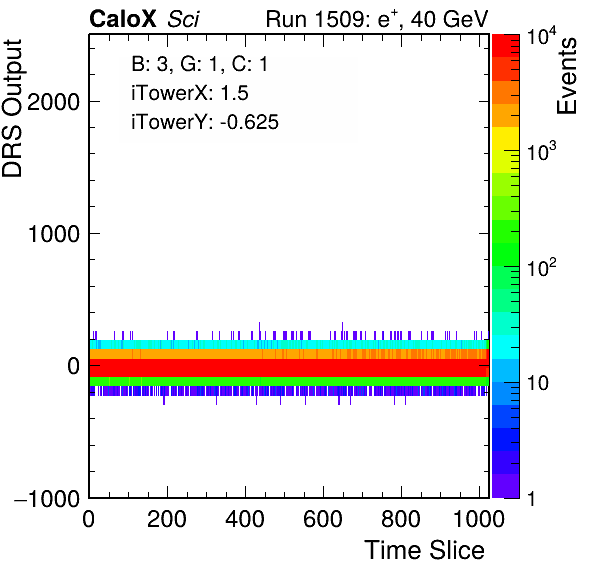 CaloX Sci
Run 1509: e+, 40 GeV
B: 3, G: 1, C: 1
iTowerX: 1.5
iTowerY: -0.625
DRS Output
2000
1000
0
−1000
0 200 400 600 800 1000
Time Slice
Events
10^4
10^3
10^2
10
1